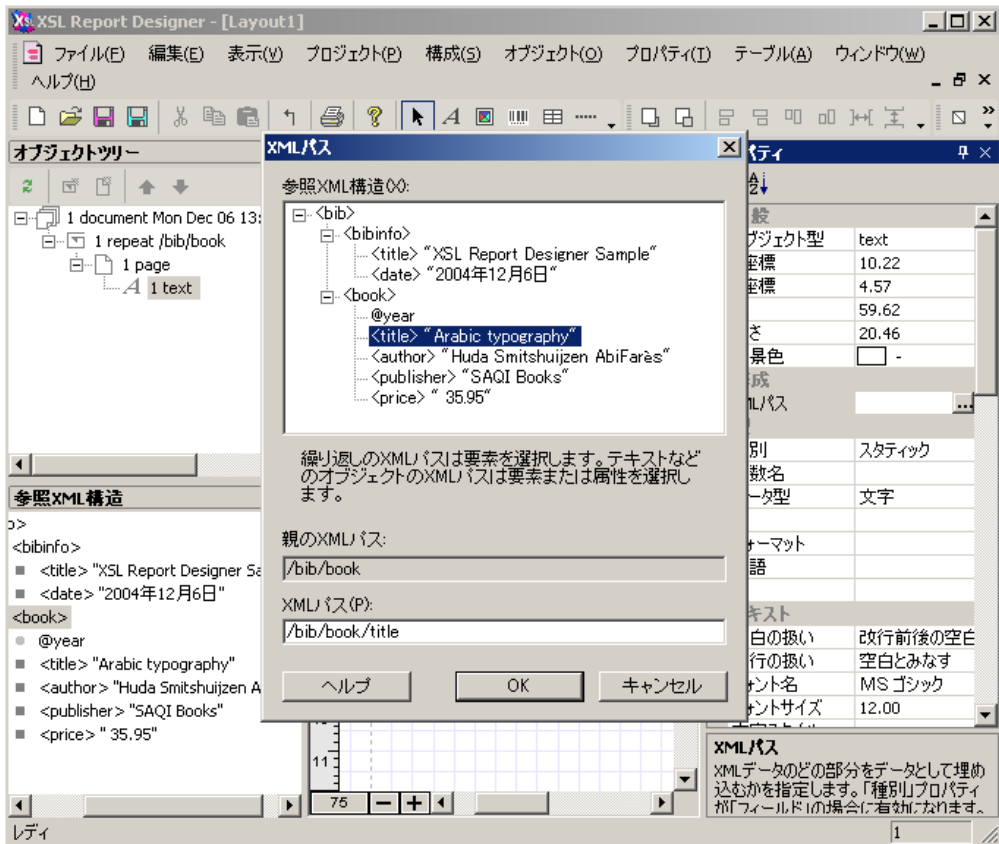 XSL Report Designer - [Layout1]
ファイル(F) 編集(E) 表示(V) プロジェクト(P) 構成(S) オブジェクト(O) プロパティ(I) テーブル(A) ウィンドウ(W)
ヘルプ(H)
オブジェクトツリー
1 document Mon Dec 06 13:
1 repeat /bib/book
1 page
1 text
参照XML構造
<bibinfo>
<title> "XSL Report Designer Sa
<date> "2004年12月6日"
<book>
@year
<title> "Arabic typography"
<author> "Huda Smitshuijzen A
<publisher> "SAQI Books"
<price> " 35.95"
レディ
XMLパス
参照XML構造(X):
<bib>
<bibinfo>
<title> "XSL Report Designer Sample"
<date> "2004年12月6日"
<book>
@year
<title> "Arabic typography"
<author> "Huda Smitshuijzen AbiFarès"
<publisher> "SAQI Books"
<price> " 35.95"
繰り返しのXMLパスは要素を選択します。テキストなど
のオブジェクトのXMLパスは要素または属性を選択し
ます。
親のXMLパス:
/bib/book
XMLパス(P):
/bib/book/title
ヘルプ OK キャンセル
11
75
パティ
般
ブジェクト型 text
座標 10.22
座標 4.57
59.62
さ 20.46
景色 -
成
MLパス ...
別 スタティック
数名
ータ型 文字
ォーマット
語
キスト
白の扱い 改行前後の空白
行の扱い 空白とみなす
ォント名 MS ゴシック
ォントサイズ 12.00
XMLパス
XMLデータのどの部分をデータとして埋め
込むかを指定します。「種別」プロパティ
が「フィールド」の場合に有効になります。
1